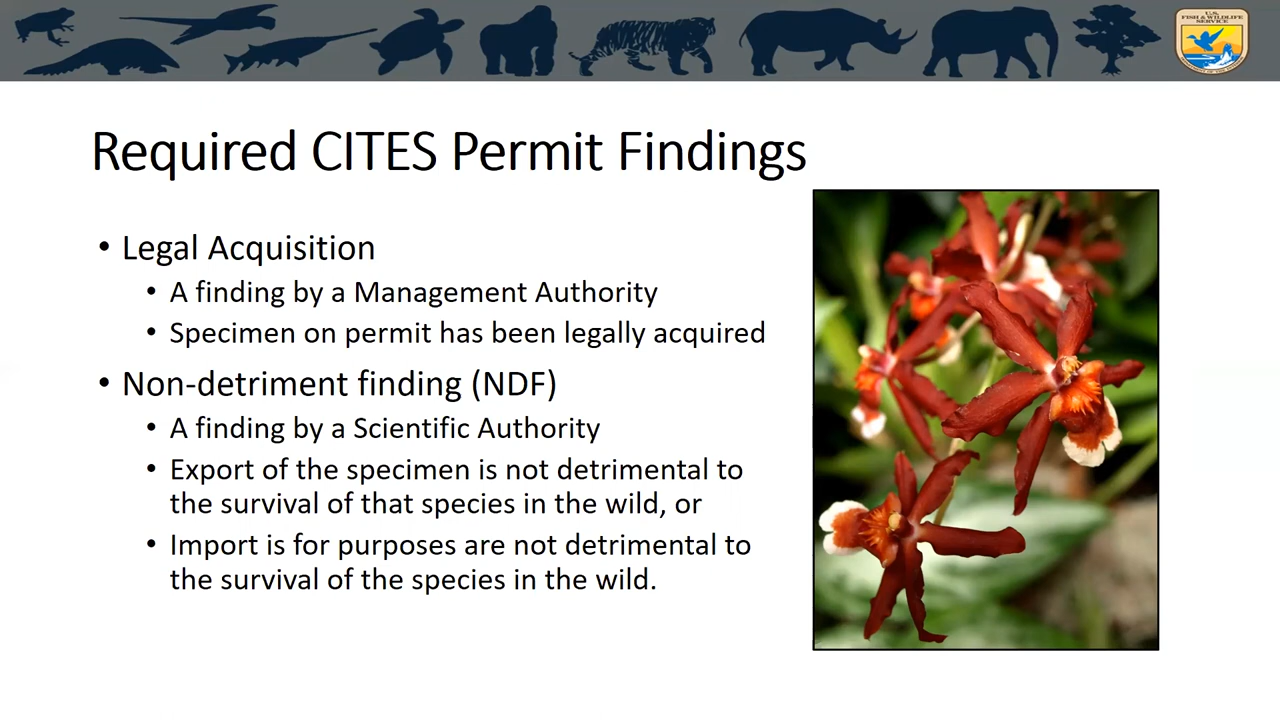 U.S.
FISH & WILDLIFE
SERVICE
Required CITES Permit Findings
• Legal Acquisition
• A finding by a Management Authority
• Specimen on permit has been legally acquired
• Non-detriment finding (NDF)
• A finding by a Scientific Authority
• Export of the specimen is not detrimental to
the survival of that species in the wild, or
• Import is for purposes are not detrimental to
the survival of the species in the wild.